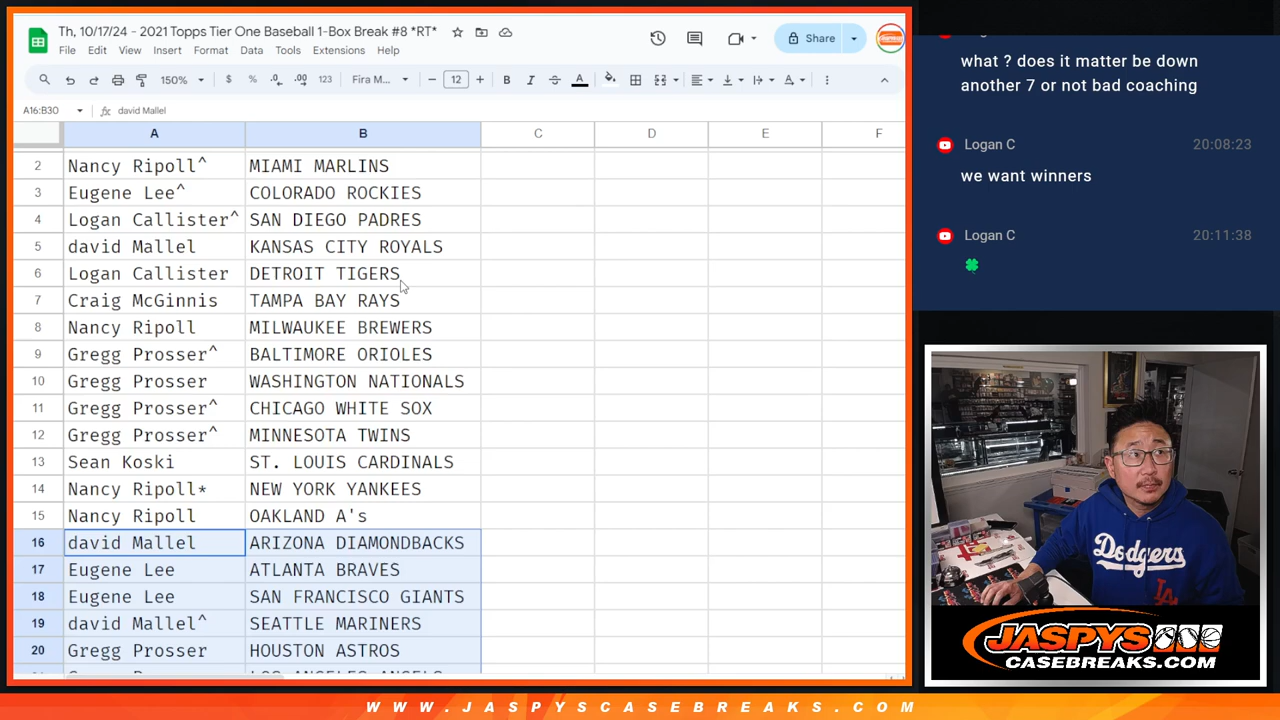 Th, 10/17/24 - 2021 Topps Tier One Baseball 1-Box Break #8 *RT*
File Edit View Insert Format Data Tools Extensions Help
Share
150% $ % .0 .00 123 Fira M... 12 B I A
A16:B30 fx david Mallel
A B C D E F
2 Nancy Ripoll^ MIAMI MARLINS
3 Eugene Lee^ COLORADO ROCKIES
4 Logan Callister^ SAN DIEGO PADRES
5 david Mallel KANSAS CITY ROYALS
6 Logan Callister DETROIT TIGERS
7 Craig McGinnis TAMPA BAY RAYS
8 Nancy Ripoll MILWAUKEE BREWERS
9 Gregg Prosser^ BALTIMORE ORIOLES
10 Gregg Prosser WASHINGTON NATIONALS
11 Gregg Prosser^ CHICAGO WHITE SOX
12 Gregg Prosser^ MINNESOTA TWINS
13 Sean Koski ST. LOUIS CARDINALS
14 Nancy Ripoll* NEW YORK YANKEES
15 Nancy Ripoll OAKLAND A's
16 david Mallel ARIZONA DIAMONDBACKS
17 Eugene Lee ATLANTA BRAVES
18 Eugene Lee SAN FRANCISCO GIANTS
19 david Mallel^ SEATTLE MARINERS
20 Gregg Prosser HOUSTON ASTROS
LOS ANGELES ANGELS
what ? does it matter be down
another 7 or not bad coaching
Logan C 20:08:23
we want winners
Logan C 20:11:38
Dodgers
LA
JASPYS
CASEBREAKS.COM
WWW.JASPYSCASEBREAKS.COM